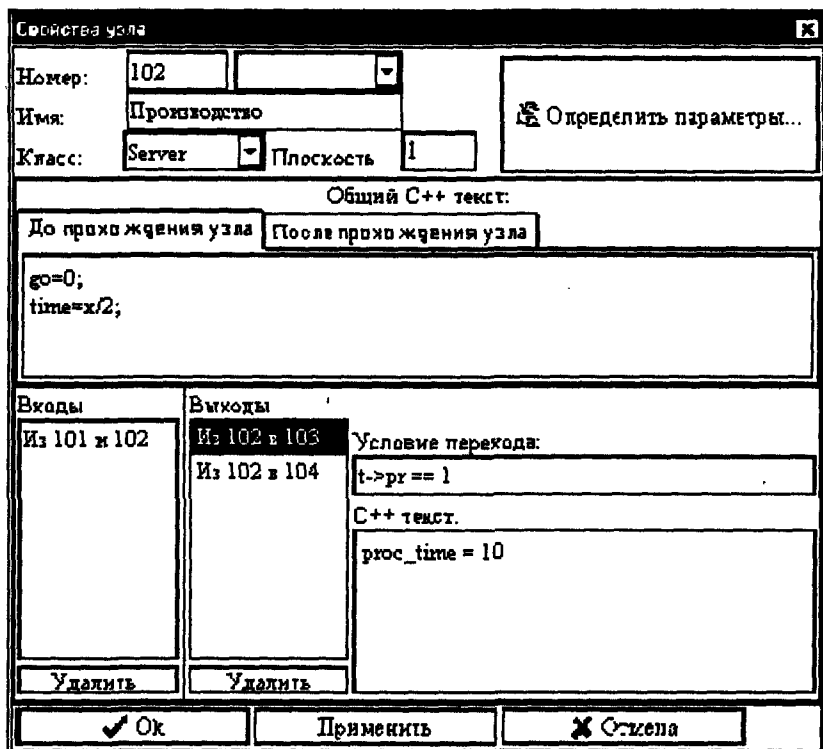 Свойства узла
Номер: 102
Имя: Производство
Определить параметры...
Класс: Server Плоскость 1
Общий C++ текст:
До прохождения узла После прохождения узла
go=0;
time=x/2;
Входы Выходы
Из 101 и 102 Из 102 в 103 Условие перехода:
Из 102 в 104 t->pr == 1
C++ текст.
proc_time = 10
Удалить Удалить
Ok Применить Отмена